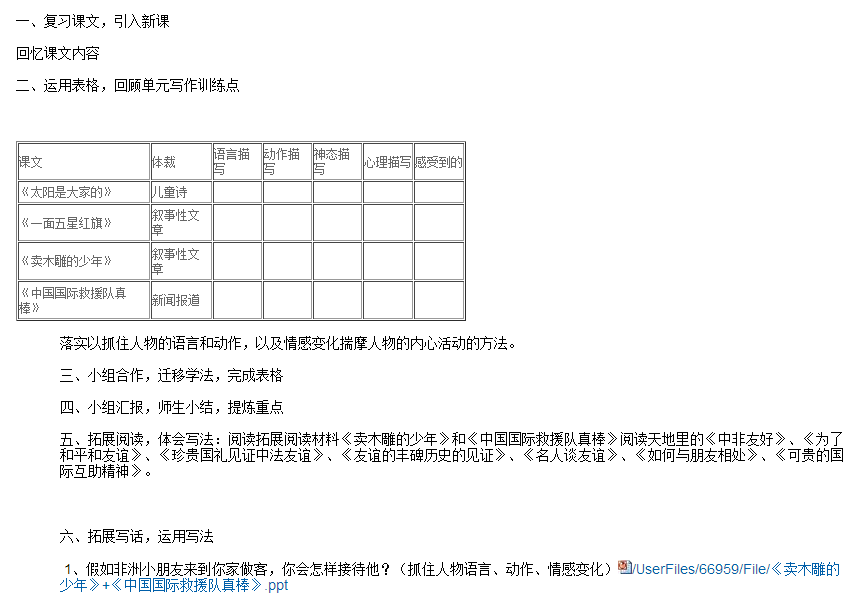 一、复习课文，引入新课
回忆课文内容
二、运用表格，回顾单元写作训练点
课文 体裁 语言描写 动作描写 神态描写 心理描写 感受到的
《太阳是大家的》 儿童诗
《一面五星红旗》 叙事性文章
《卖木雕的少年》 叙事性文章
《中国国际救援队真棒》 新闻报道
落实以抓住人物的语言和动作，以及情感变化揣摩人物的内心活动的方法。
三、小组合作，迁移学法，完成表格
四、小组汇报，师生小结，提炼重点
五、拓展阅读，体会写法：阅读拓展阅读材料《卖木雕的少年》和《中国国际救援队真棒》阅读天地里的《中非友好》、《为了
和平和友谊》、《珍贵国礼见证中法友谊》、《友谊的丰碑历史的见证》、《名人谈友谊》、《如何与朋友相处》、《可贵的国
际互助精神》。
六、拓展写话，运用写法
1、假如非洲小朋友来到你家做客，你会怎样接待他？（抓住人物语言、动作、情感变化）/UserFiles/66959/File/《卖木雕的
少年》+《中国国际救援队真棒》.ppt